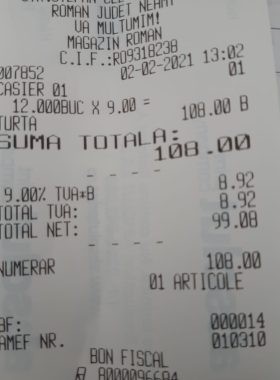 ROMAN JUDET NEAMT
VA MULTUMIM!
MAGAZIN ROMAN
C.I.F.:RO9318238
007852 02-02-2021 13:02
CASIER 01 01
12.000BUC X 9.00 = 108.00 B
TURTA
SUMA TOTALA: 108.00
9.00% TVA*B 8.92
TOTAL TVA: 8.92
TOTAL NET: 99.08
NUMERAR 108.00
01 ARTICOLE
BF: 000014
AMEF NR. 010310
BON FISCAL